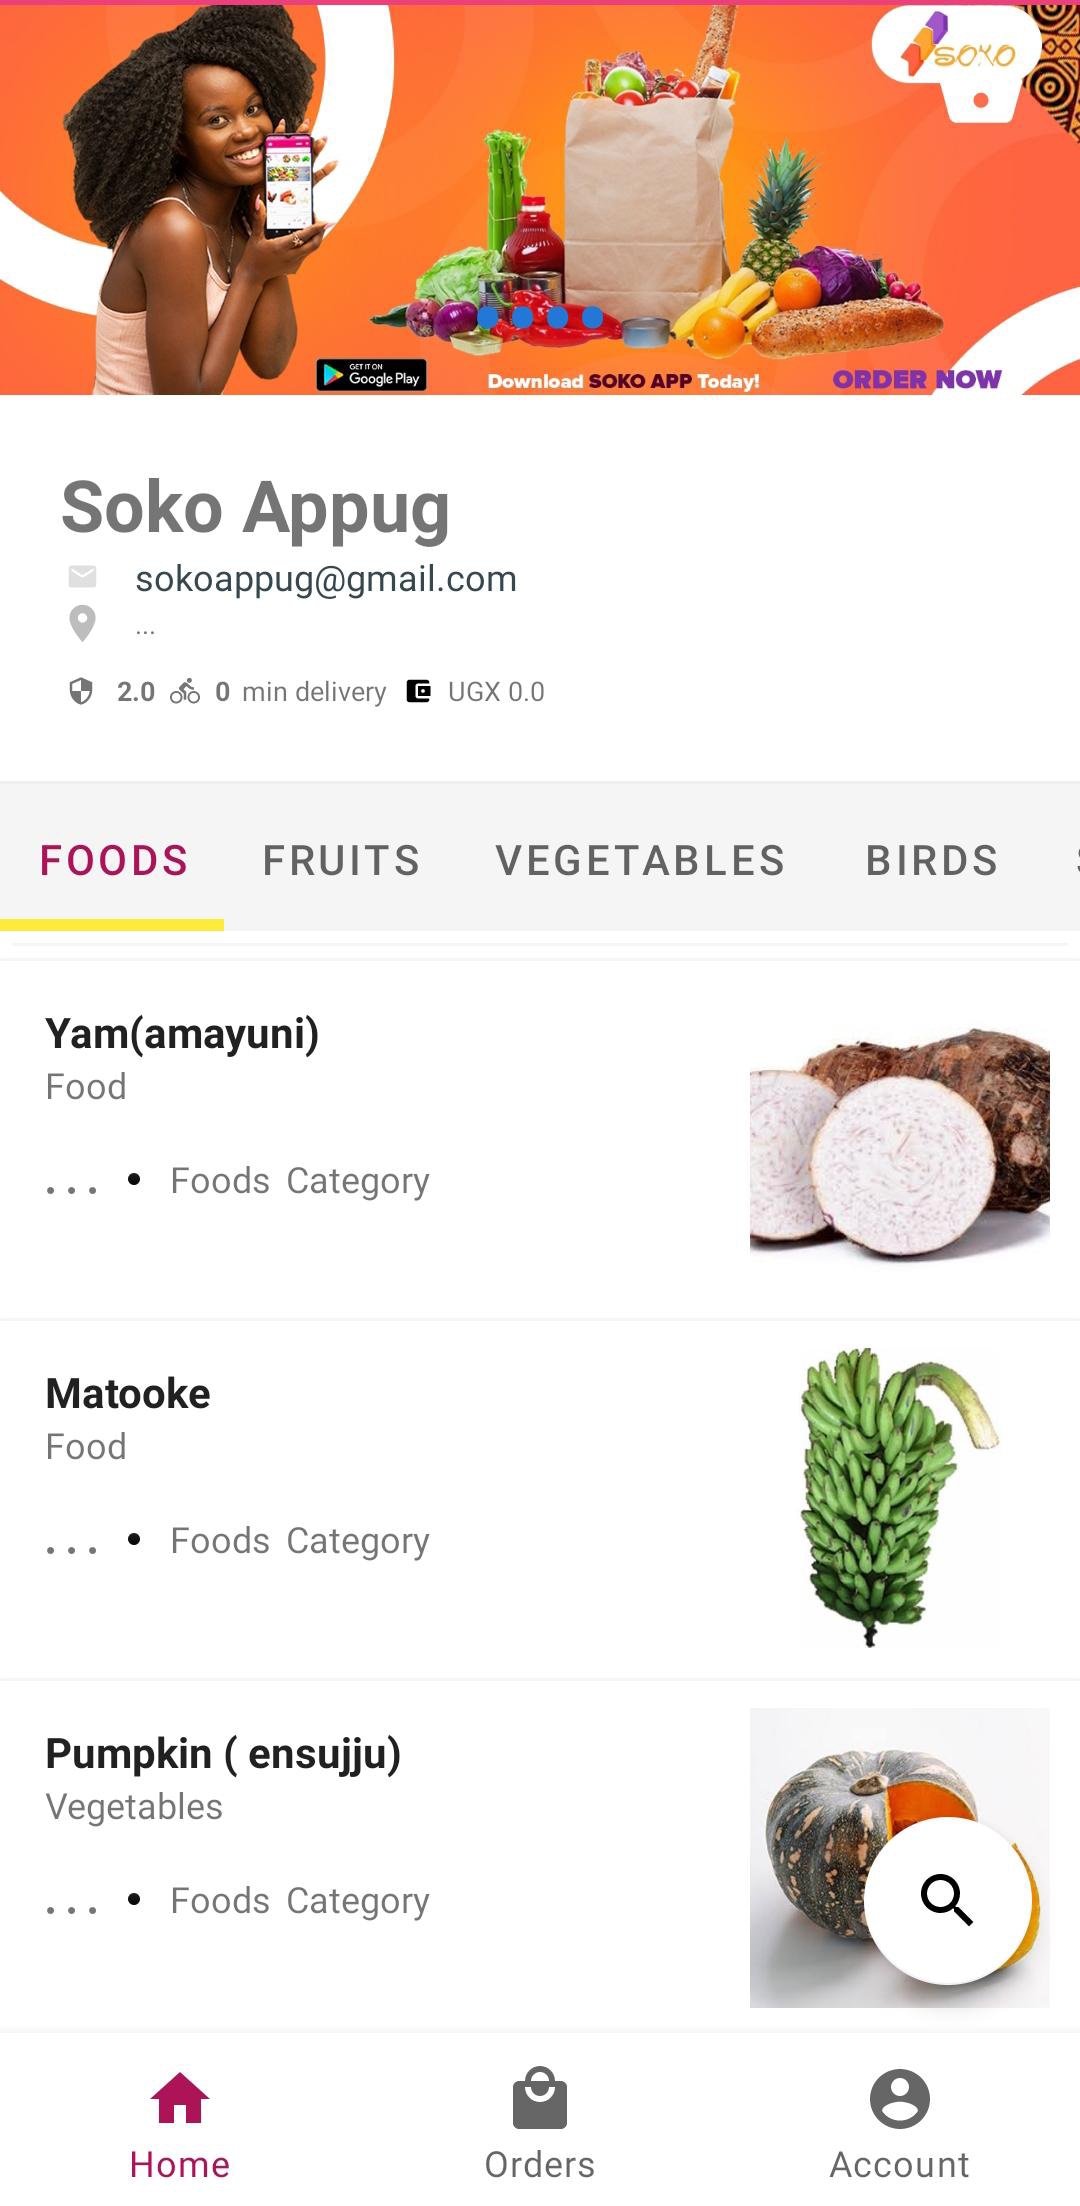 SOKO
GET IT ON
Google Play
Download SOKO APP Today!
ORDER NOW
Soko Appug
sokoappug@gmail.com
...
2.0 0 min delivery UGX 0.0
FOODS FRUITS VEGETABLES BIRDS
Yam(amayuni)
Food
... • Foods Category
Matooke
Food
... • Foods Category
Pumpkin ( ensujju)
Vegetables
... • Foods Category
Home Orders Account